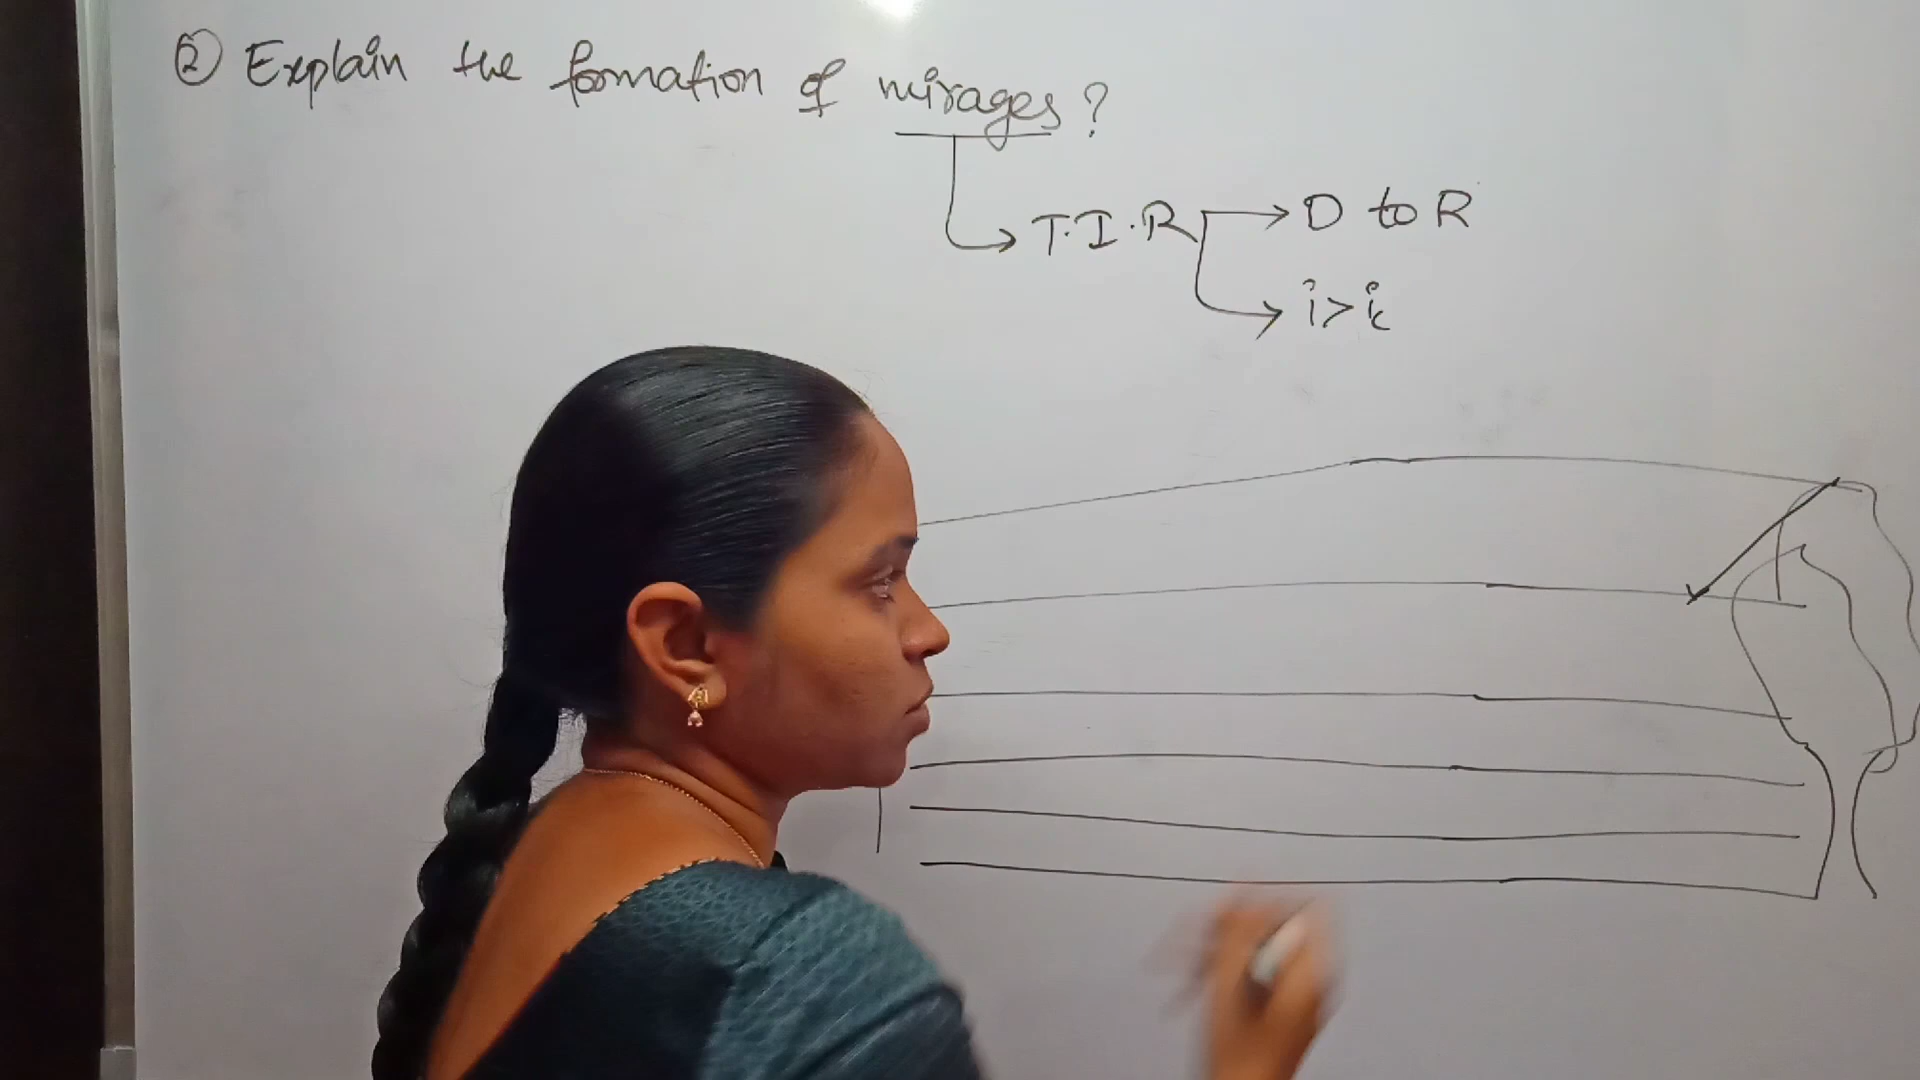 ② Explain the formation of mirages?
T.I.R → D to R
→ i>ic